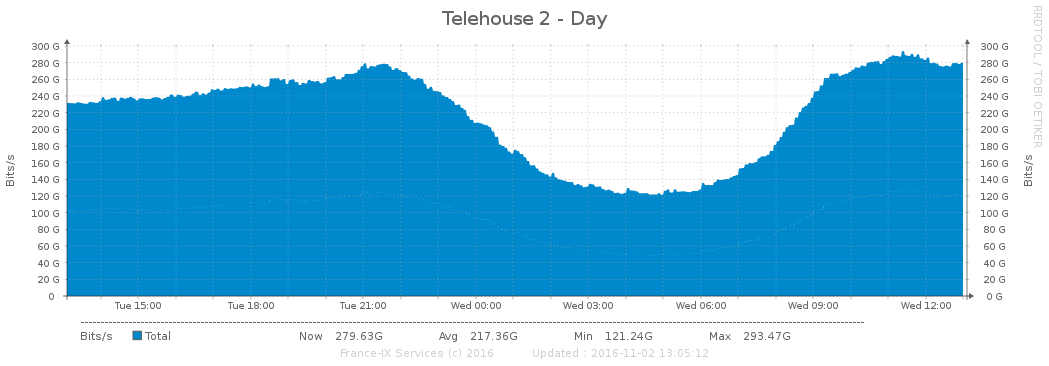 Telehouse 2 - Day
RRDTOOL / TOBI OETIKER
Bits/s
Bits/s
300 G 300 G
280 G 280 G
260 G 260 G
240 G 240 G
220 G 220 G
200 G 200 G
180 G 180 G
160 G 160 G
140 G 140 G
120 G 120 G
100 G 100 G
80 G 80 G
60 G 60 G
40 G 40 G
20 G 20 G
0 0 G
Tue 15:00 Tue 18:00 Tue 21:00 Wed 00:00 Wed 03:00 Wed 06:00 Wed 09:00 Wed 12:00
Bits/s Total Now 279.63G Avg 217.36G Min 121.24G Max 293.47G
France-IX Services (c) 2016 Updated : 2016-11-02 13:05:12